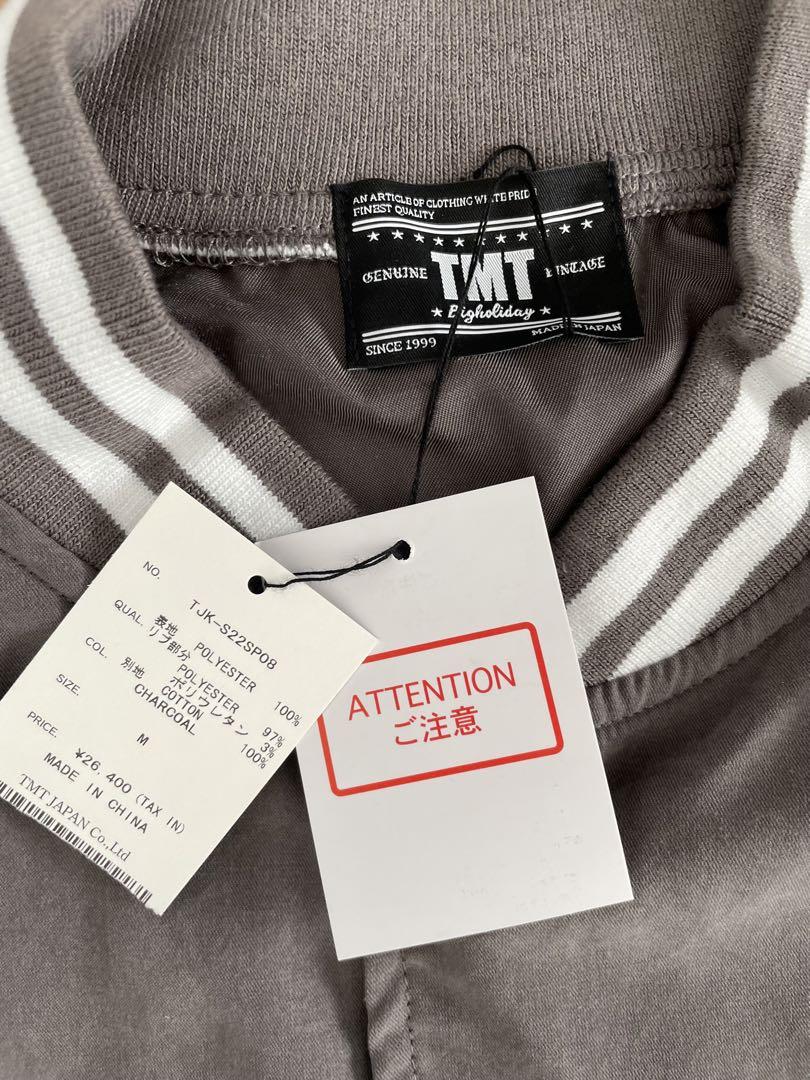 AN ARTICLE OF CLOTHING WHITE PRIDE
FINEST QUALITY
GENUINE TMT VINTAGE
Bigholiday
SINCE 1999 MADE IN JAPAN
NO. TJK-S22SP08
QUAL. 表地 POLYESTER 100%
リブ部分
POLYESTER 97%
ポリウレタン 3%
別地 COTTON 100%
COL. CHARCOAL
SIZE. M
PRICE. ¥26,400 (TAX IN)
MADE IN CHINA
TMT JAPAN Co.,Ltd
ATTENTION
ご注意